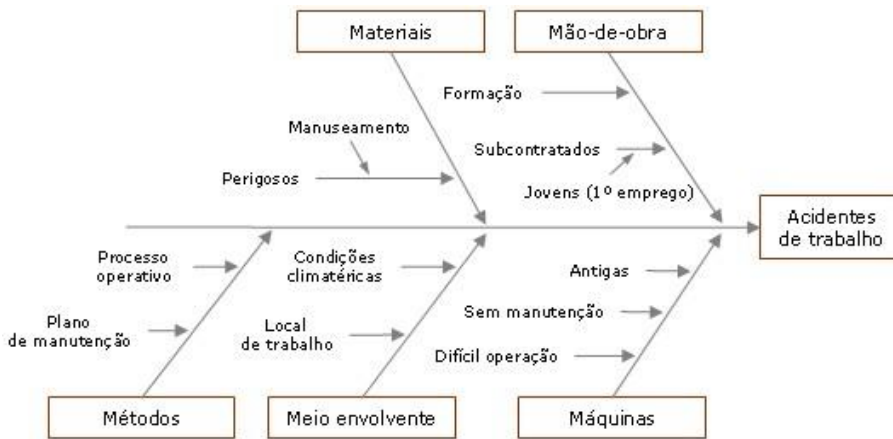 Materiais
Mão-de-obra
Formação
Manuseamento
Subcontratados
Perigosos
Jovens (1º emprego)
Acidentes
de trabalho
Processo
operativo
Condições
climatéricas
Antigas
Plano
de manutenção
Local
de trabalho
Sem manutenção
Difícil operação
Métodos
Meio envolvente
Máquinas